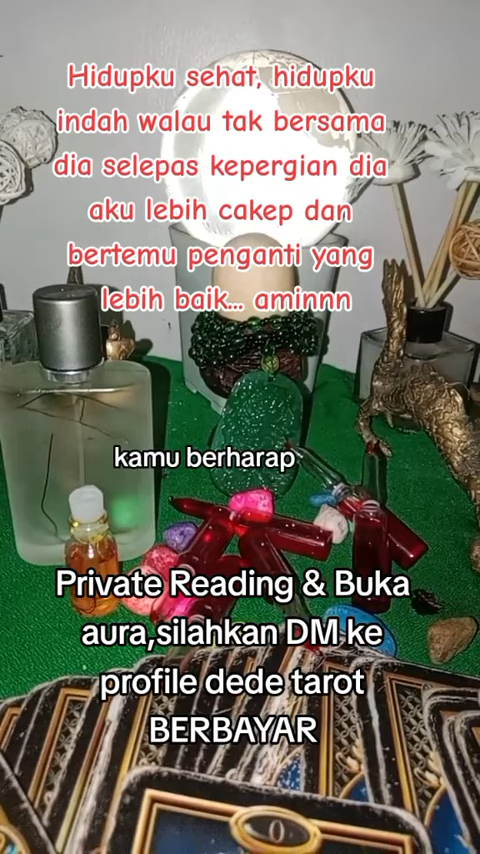 Hidupku sehat, hidupku
indah walau tak bersama
dia selepas kepergian dia
aku lebih cakep dan
bertemu penganti yang
lebih baik... aminnn
kamu berharap
Private Reading & Buka
aura,silahkan DM ke
profile dede tarot
BERBAYAR
0